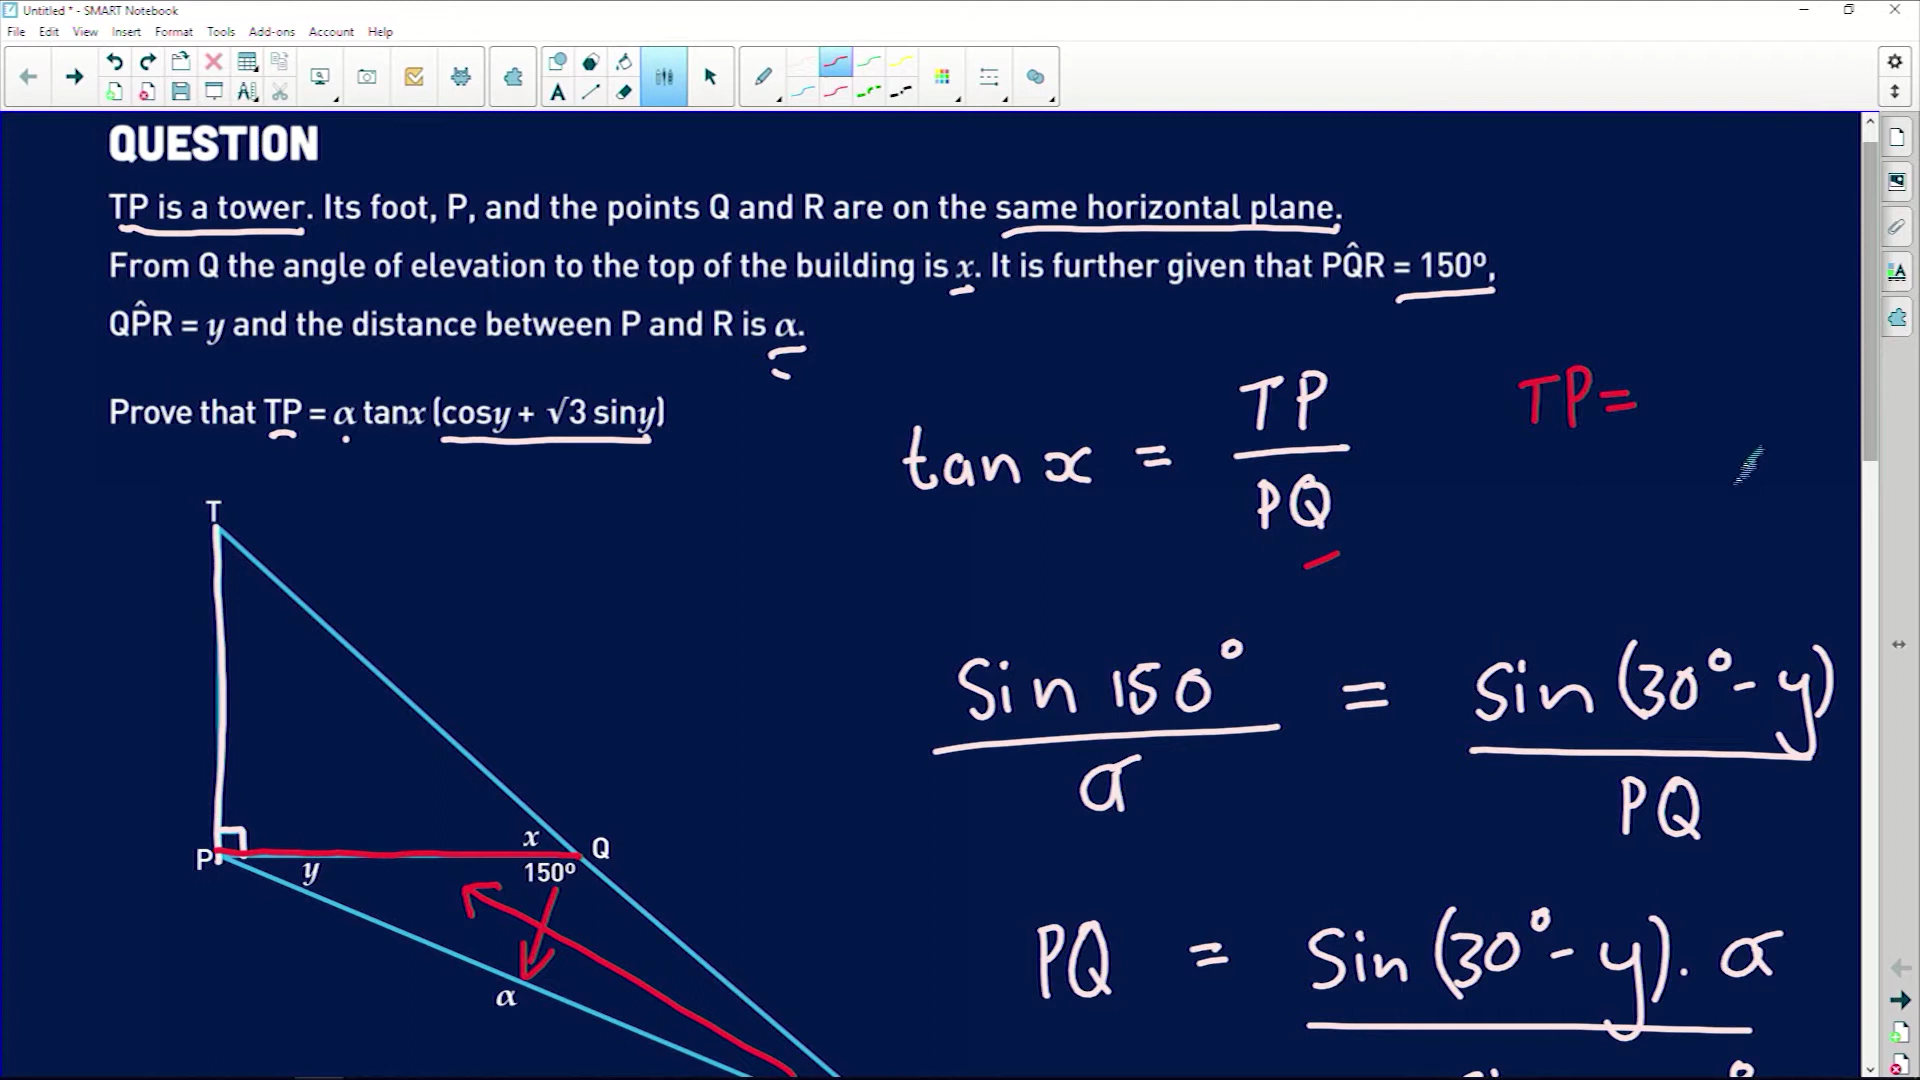 Untitled * - SMART Notebook
File Edit View Insert Format Tools Add-ons Account Help
QUESTION
TP is a tower. Its foot, P, and the points Q and R are on the same horizontal plane.
From Q the angle of elevation to the top of the building is x. It is further given that PQ̂R = 150º,
QP̂R = y and the distance between P and R is α.
Prove that TP = α tanx (cosy + √3 siny)
tan x = TP / PQ
TP=
sin 150° / α = sin (30° - y) / PQ
PQ = sin (30° - y) . α
T
P
x
Q
y
150º
α